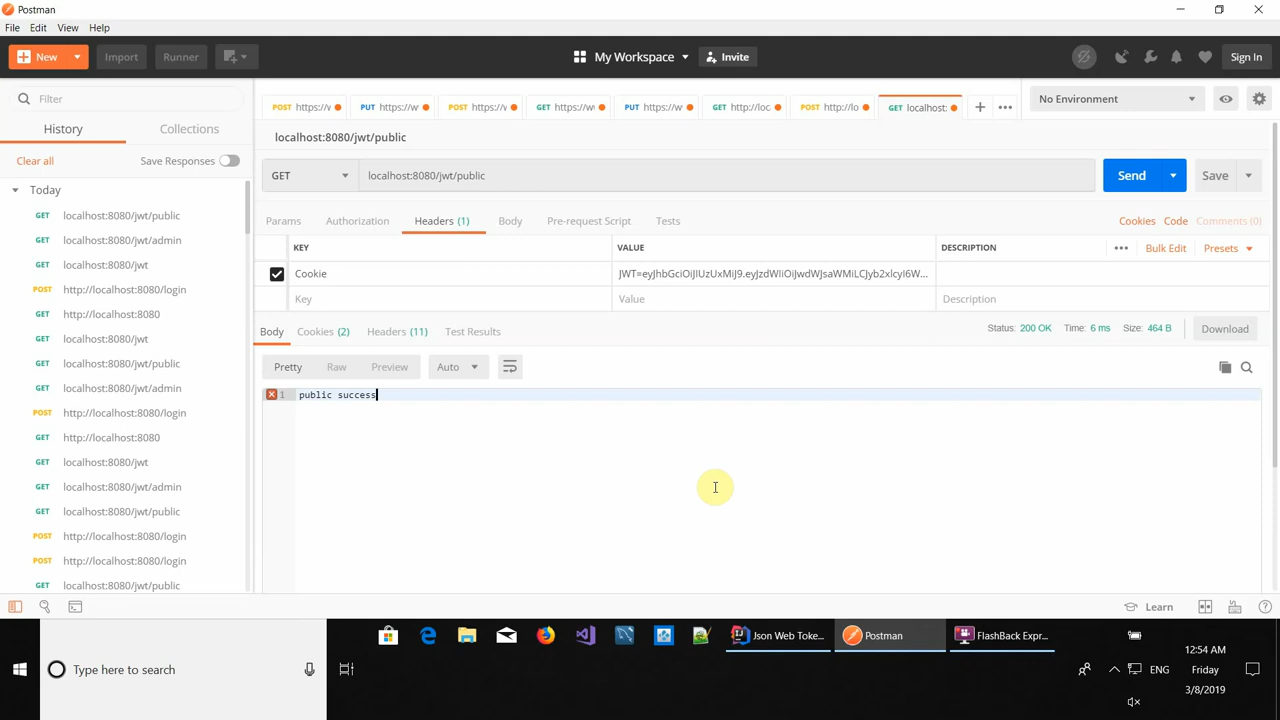 Postman
File Edit View Help
New Import Runner My Workspace Invite Sign In
Filter
History Collections
Clear all Save Responses
Today
GET localhost:8080/jwt/public
GET localhost:8080/jwt/admin
GET localhost:8080/jwt
POST http://localhost:8080/login
GET http://localhost:8080
GET localhost:8080/jwt
GET localhost:8080/jwt/public
GET localhost:8080/jwt/admin
POST http://localhost:8080/login
GET http://localhost:8080
GET localhost:8080/jwt
GET localhost:8080/jwt/admin
GET localhost:8080/jwt/public
POST http://localhost:8080/login
POST http://localhost:8080/login
GET localhost:8080/jwt/public
POST https://v PUT https://w POST https://v GET https://w PUT https://w GET http://loc POST http://lo GET localhost:
No Environment
localhost:8080/jwt/public
GET localhost:8080/jwt/public Send Save
Params Authorization Headers (1) Body Pre-request Script Tests Cookies Code Comments (0)
KEY VALUE DESCRIPTION Bulk Edit Presets
Cookie JWT=eyJhbGciOiJIUzUxMiJ9.eyJzdWIiOiJwdWJsaWMiLCJyb2xlcyI6W...
Key Value Description
Body Cookies (2) Headers (11) Test Results Status: 200 OK Time: 6 ms Size: 464 B Download
Pretty Raw Preview Auto
1 public success
Learn
Type here to search
Json Web Toke... Postman FlashBack Expr...
ENG
12:54 AM
Friday
3/8/2019